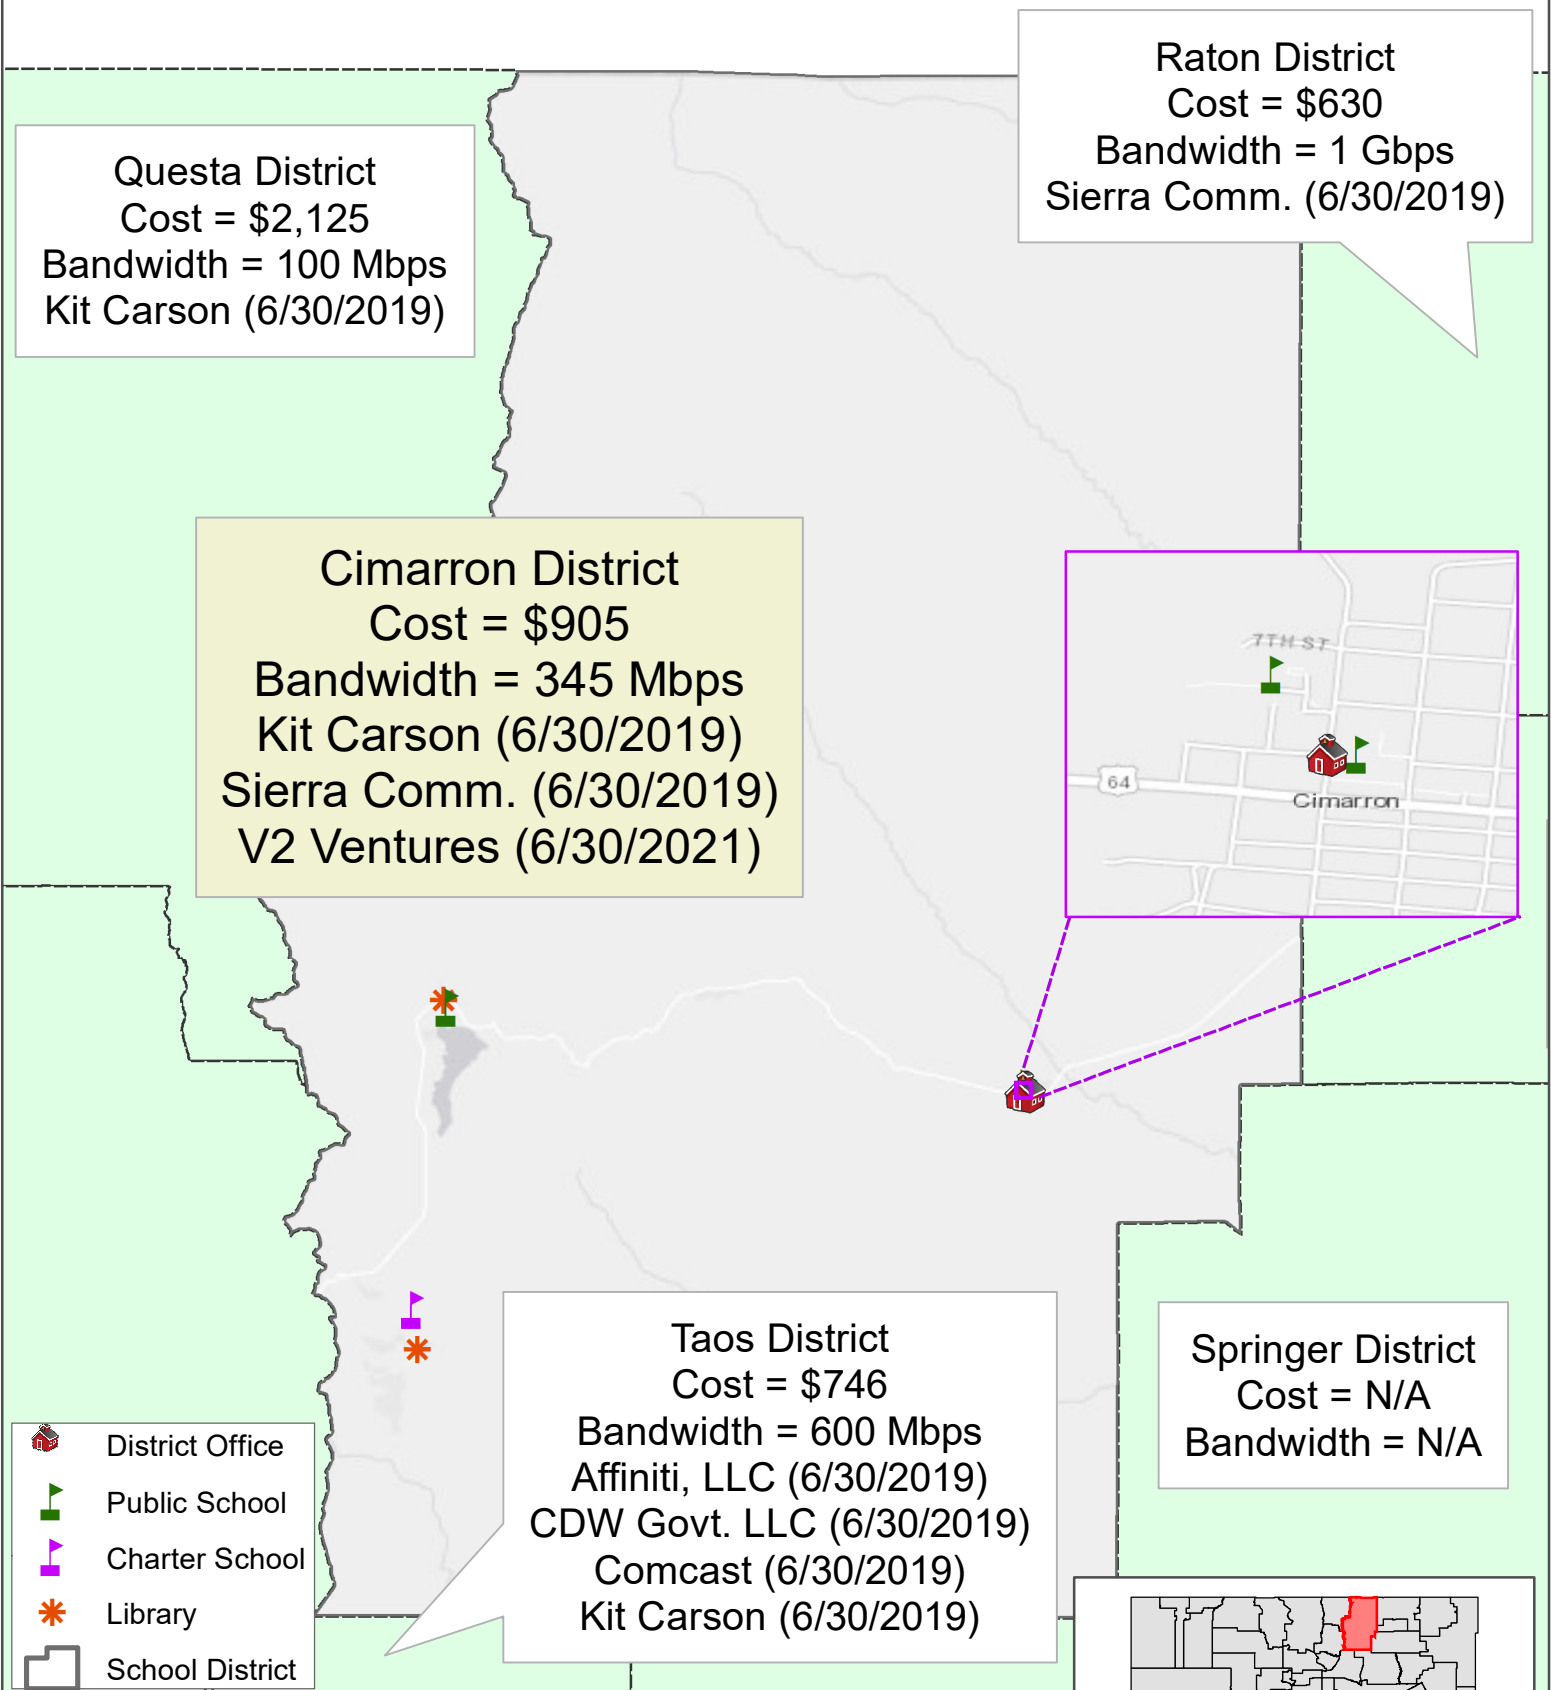 Raton District
Cost = $630
Bandwidth = 1 Gbps
Sierra Comm. (6/30/2019)
Questa District
Cost = $2,125
Bandwidth = 100 Mbps
Kit Carson (6/30/2019)
Cimarron District
Cost = $905
Bandwidth = 345 Mbps
Kit Carson (6/30/2019)
Sierra Comm. (6/30/2019)
V2 Ventures (6/30/2021)
7TH ST
64
Cimarron
Taos District
Cost = $746
Bandwidth = 600 Mbps
Affiniti, LLC (6/30/2019)
CDW Govt. LLC (6/30/2019)
Comcast (6/30/2019)
Kit Carson (6/30/2019)
Springer District
Cost = N/A
Bandwidth = N/A
District Office
Public School
Charter School
Library
School District